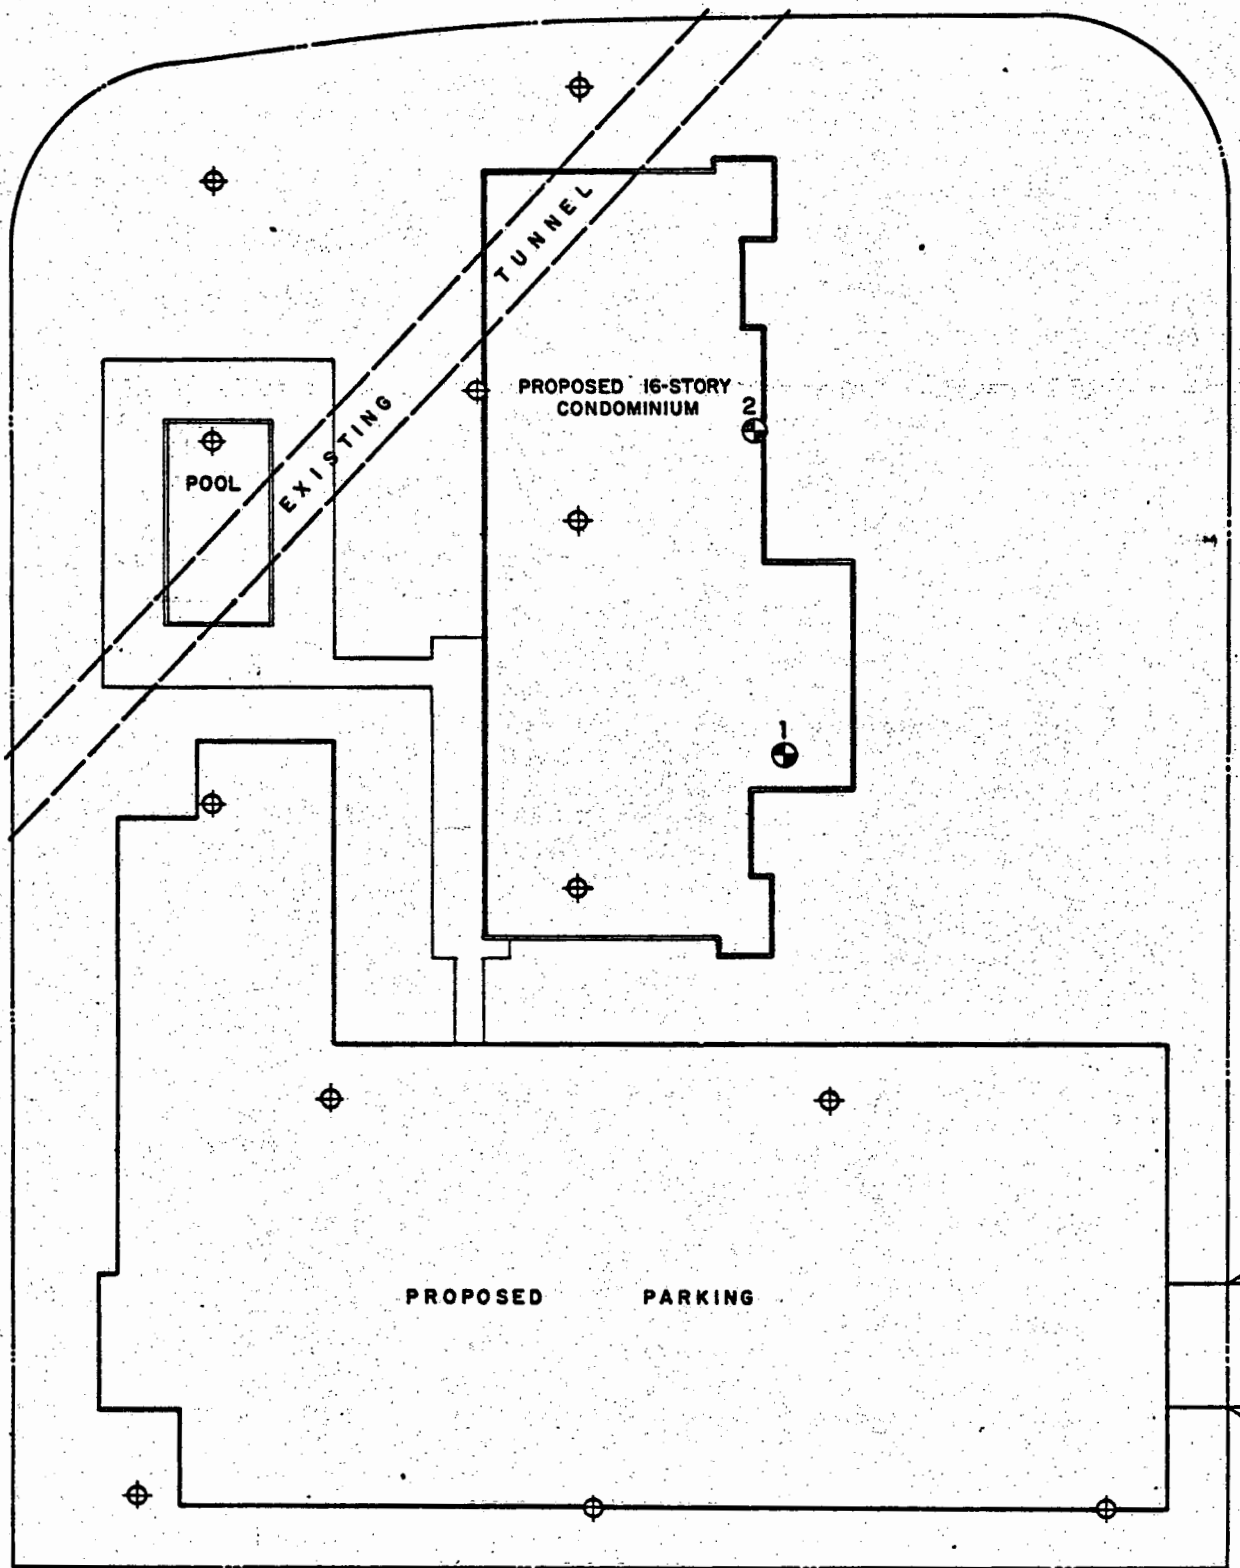 EXISTING TUNNEL
PROPOSED 16-STORY
CONDOMINIUM
2
POOL
1
PROPOSED PARKING